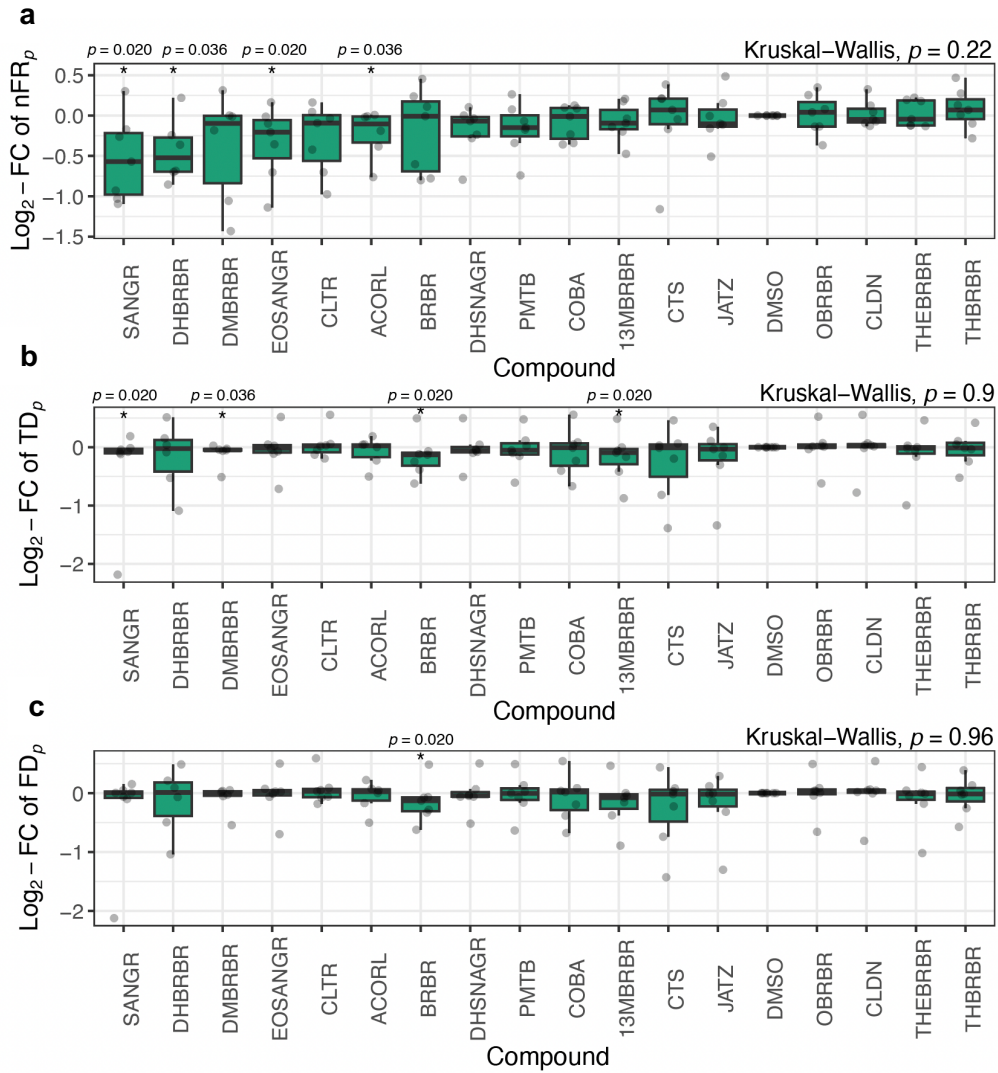 a
p = 0.020 p = 0.036 p = 0.020 p = 0.036 Kruskal−Wallis, p = 0.22
* * * *
Log₂ − FC of nFRₚ
0.5
0.0
−0.5
−1.0
−1.5
SANGR DHBRBR DMBRBR EOSANGR CLTR ACORL BRBR DHSNAGR PMTB COBA 13MBRBR CTS JATZ DMSO OBRBR CLDN THEBRBR THBRBR
Compound
b
p = 0.020 p = 0.036 p = 0.020 p = 0.020 Kruskal−Wallis, p = 0.9
* * * *
Log₂ − FC of TDₚ
0
−1
−2
SANGR DHBRBR DMBRBR EOSANGR CLTR ACORL BRBR DHSNAGR PMTB COBA 13MBRBR CTS JATZ DMSO OBRBR CLDN THEBRBR THBRBR
Compound
c
p = 0.020 Kruskal−Wallis, p = 0.96
*
Log₂ − FC of FDₚ
0
−1
−2
SANGR DHBRBR DMBRBR EOSANGR CLTR ACORL BRBR DHSNAGR PMTB COBA 13MBRBR CTS JATZ DMSO OBRBR CLDN THEBRBR THBRBR
Compound